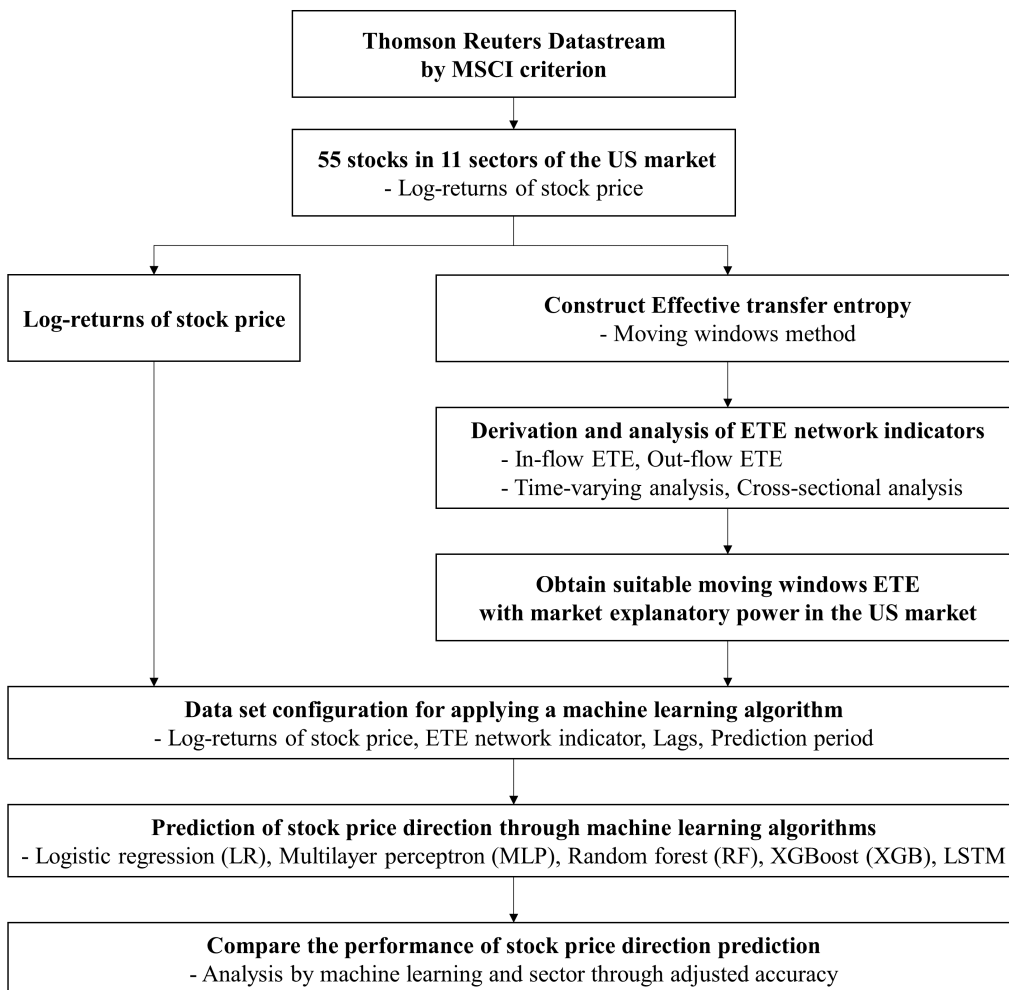 Thomson Reuters Datastream
by MSCI criterion
55 stocks in 11 sectors of the US market
- Log-returns of stock price
Log-returns of stock price
Construct Effective transfer entropy
- Moving windows method
Derivation and analysis of ETE network indicators
- In-flow ETE, Out-flow ETE
- Time-varying analysis, Cross-sectional analysis
Obtain suitable moving windows ETE
with market explanatory power in the US market
Data set configuration for applying a machine learning algorithm
- Log-returns of stock price, ETE network indicator, Lags, Prediction period
Prediction of stock price direction through machine learning algorithms
- Logistic regression (LR), Multilayer perceptron (MLP), Random forest (RF), XGBoost (XGB), LSTM
Compare the performance of stock price direction prediction
- Analysis by machine learning and sector through adjusted accuracy